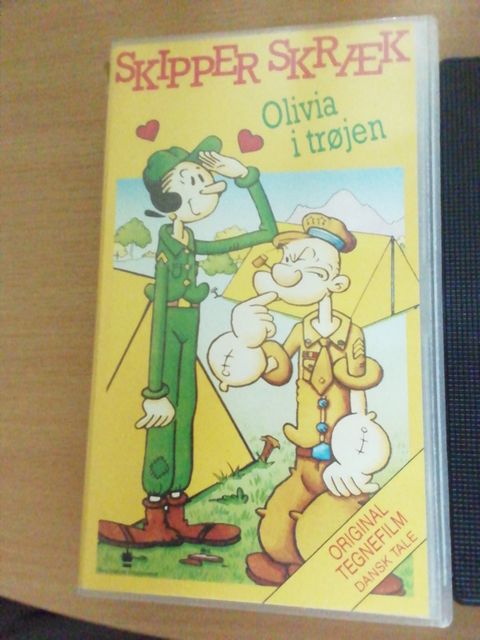 SKIPPER SKRÆK
Olivia
i trøjen
ORIGINAL
TEGNEFILM
DANSK TALE